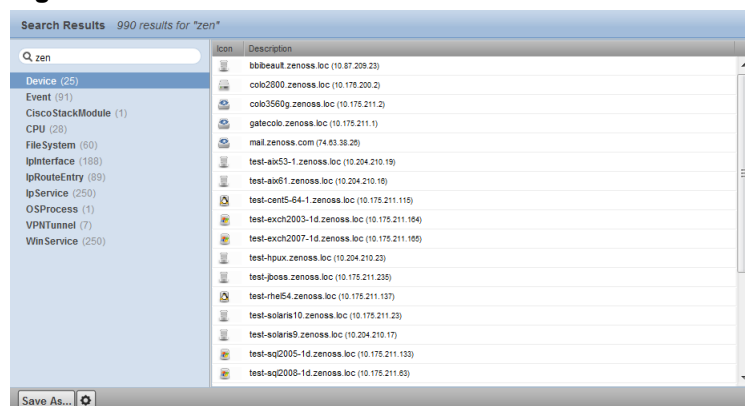 Search Results 990 results for "zen"
zen
Device (25)
Event (91)
CiscoStackModule (1)
CPU (28)
FileSystem (60)
IpInterface (188)
IpRouteEntry (89)
IpService (250)
OSProcess (1)
VPNTunnel (7)
WinService (250)
Icon Description
bbibeault.zenoss.loc (10.87.209.23)
colo2800.zenoss.loc (10.176.200.2)
colo3560g.zenoss.loc (10.175.211.2)
gatecolo.zenoss.loc (10.175.211.1)
mail.zenoss.com (74.63.38.26)
test-aix53-1.zenoss.loc (10.204.210.19)
test-aix61.zenoss.loc (10.204.210.16)
test-cent5-64-1.zenoss.loc (10.175.211.115)
test-exch2003-1d.zenoss.loc (10.175.211.164)
test-exch2007-1d.zenoss.loc (10.175.211.165)
test-hpux.zenoss.loc (10.204.210.23)
test-jboss.zenoss.loc (10.175.211.235)
test-rhel54.zenoss.loc (10.175.211.137)
test-solaris10.zenoss.loc (10.175.211.23)
test-solaris9.zenoss.loc (10.204.210.17)
test-sql2005-1d.zenoss.loc (10.175.211.133)
test-sql2008-1d.zenoss.loc (10.175.211.63)
Save As...